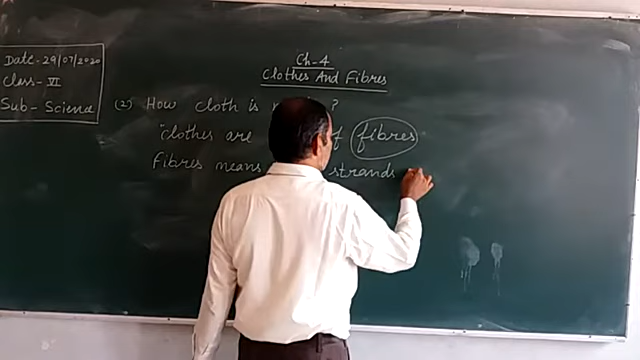 Date- 29/07/2020
Class- VI
Sub- Science
Ch-4
Clothes And Fibres
(2) How cloth is ?
"Clothes are fibres
Fibres means strands